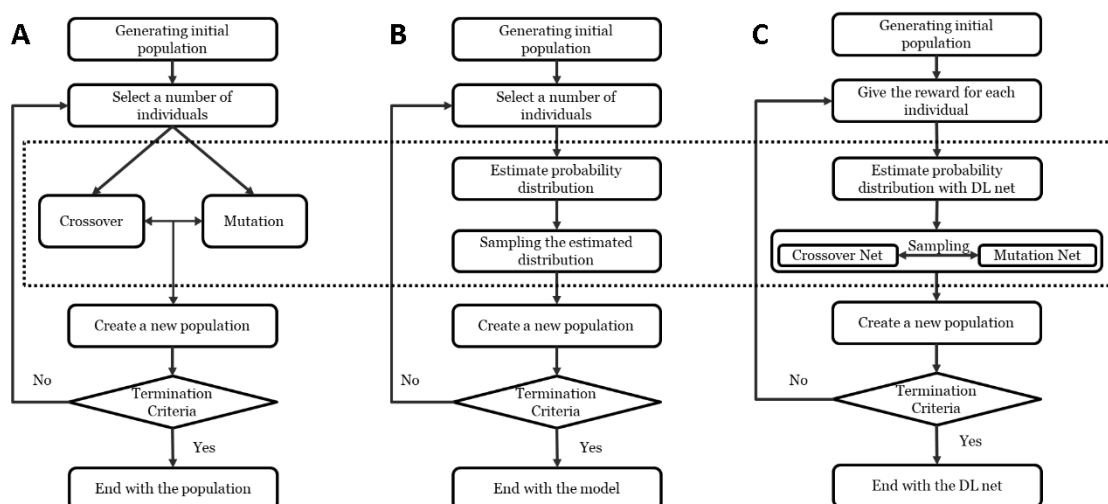 A
Generating initial
population
Select a number of
individuals
Crossover
Mutation
Create a new population
No
Termination
Criteria
Yes
End with the population
B
Generating initial
population
Select a number of
individuals
Estimate probability
distribution
Sampling the estimated
distribution
Create a new population
No
Termination
Criteria
Yes
End with the model
C
Generating initial
population
Give the reward for each
individual
Estimate probability
distribution with DL net
Sampling
Crossover Net
Mutation Net
Create a new population
No
Termination
Criteria
Yes
End with the DL net